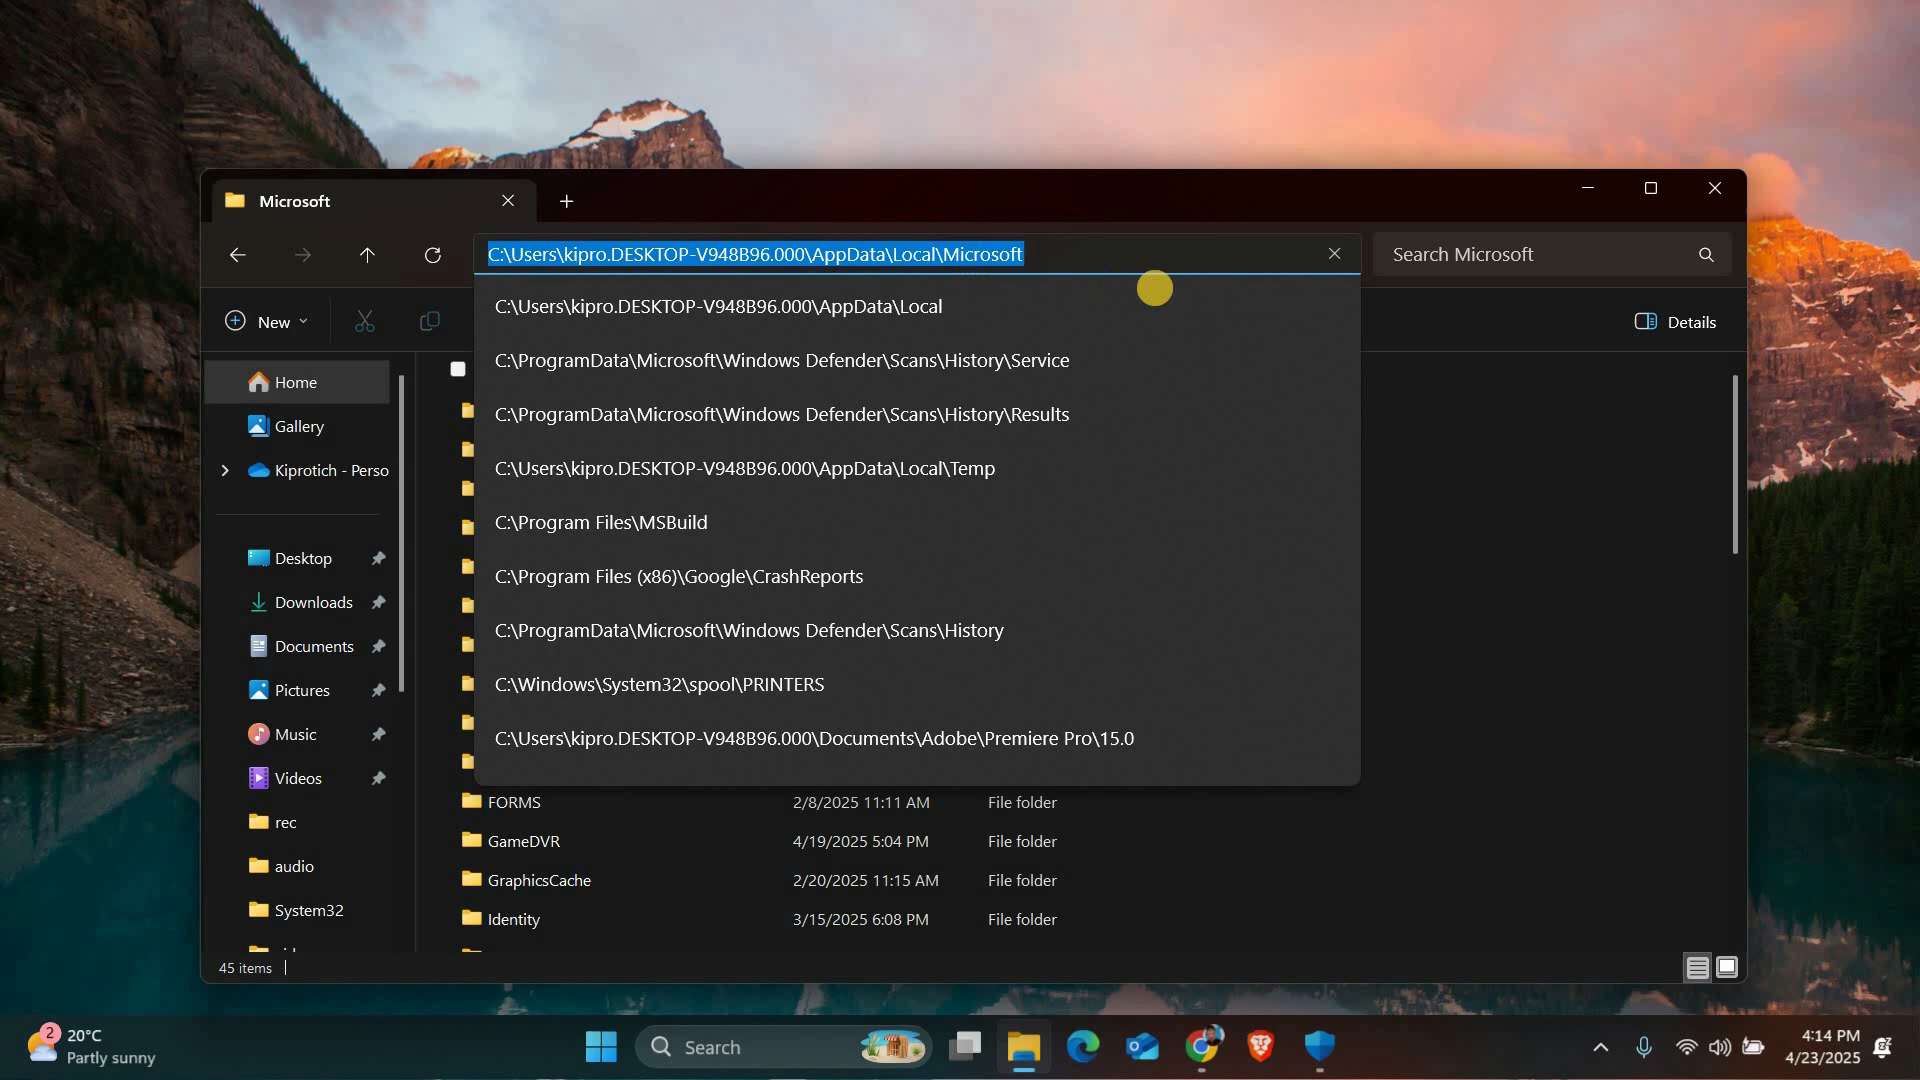 Microsoft
C:\Users\kipro.DESKTOP-V948B96.000\AppData\Local\Microsoft
Search Microsoft
New
Details
C:\Users\kipro.DESKTOP-V948B96.000\AppData\Local
C:\ProgramData\Microsoft\Windows Defender\Scans\History\Service
C:\ProgramData\Microsoft\Windows Defender\Scans\History\Results
C:\Users\kipro.DESKTOP-V948B96.000\AppData\Local\Temp
C:\Program Files\MSBuild
C:\Program Files (x86)\Google\CrashReports
C:\ProgramData\Microsoft\Windows Defender\Scans\History
C:\Windows\System32\spool\PRINTERS
C:\Users\kipro.DESKTOP-V948B96.000\Documents\Adobe\Premiere Pro\15.0
Home
Gallery
Kiprotich - Perso
Desktop
Downloads
Documents
Pictures
Music
Videos
rec
audio
System32
FORMS 2/8/2025 11:11 AM File folder
GameDVR 4/19/2025 5:04 PM File folder
GraphicsCache 2/20/2025 11:15 AM File folder
Identity 3/15/2025 6:08 PM File folder
45 items
2
20°C
Partly sunny
Search
4:14 PM
4/23/2025